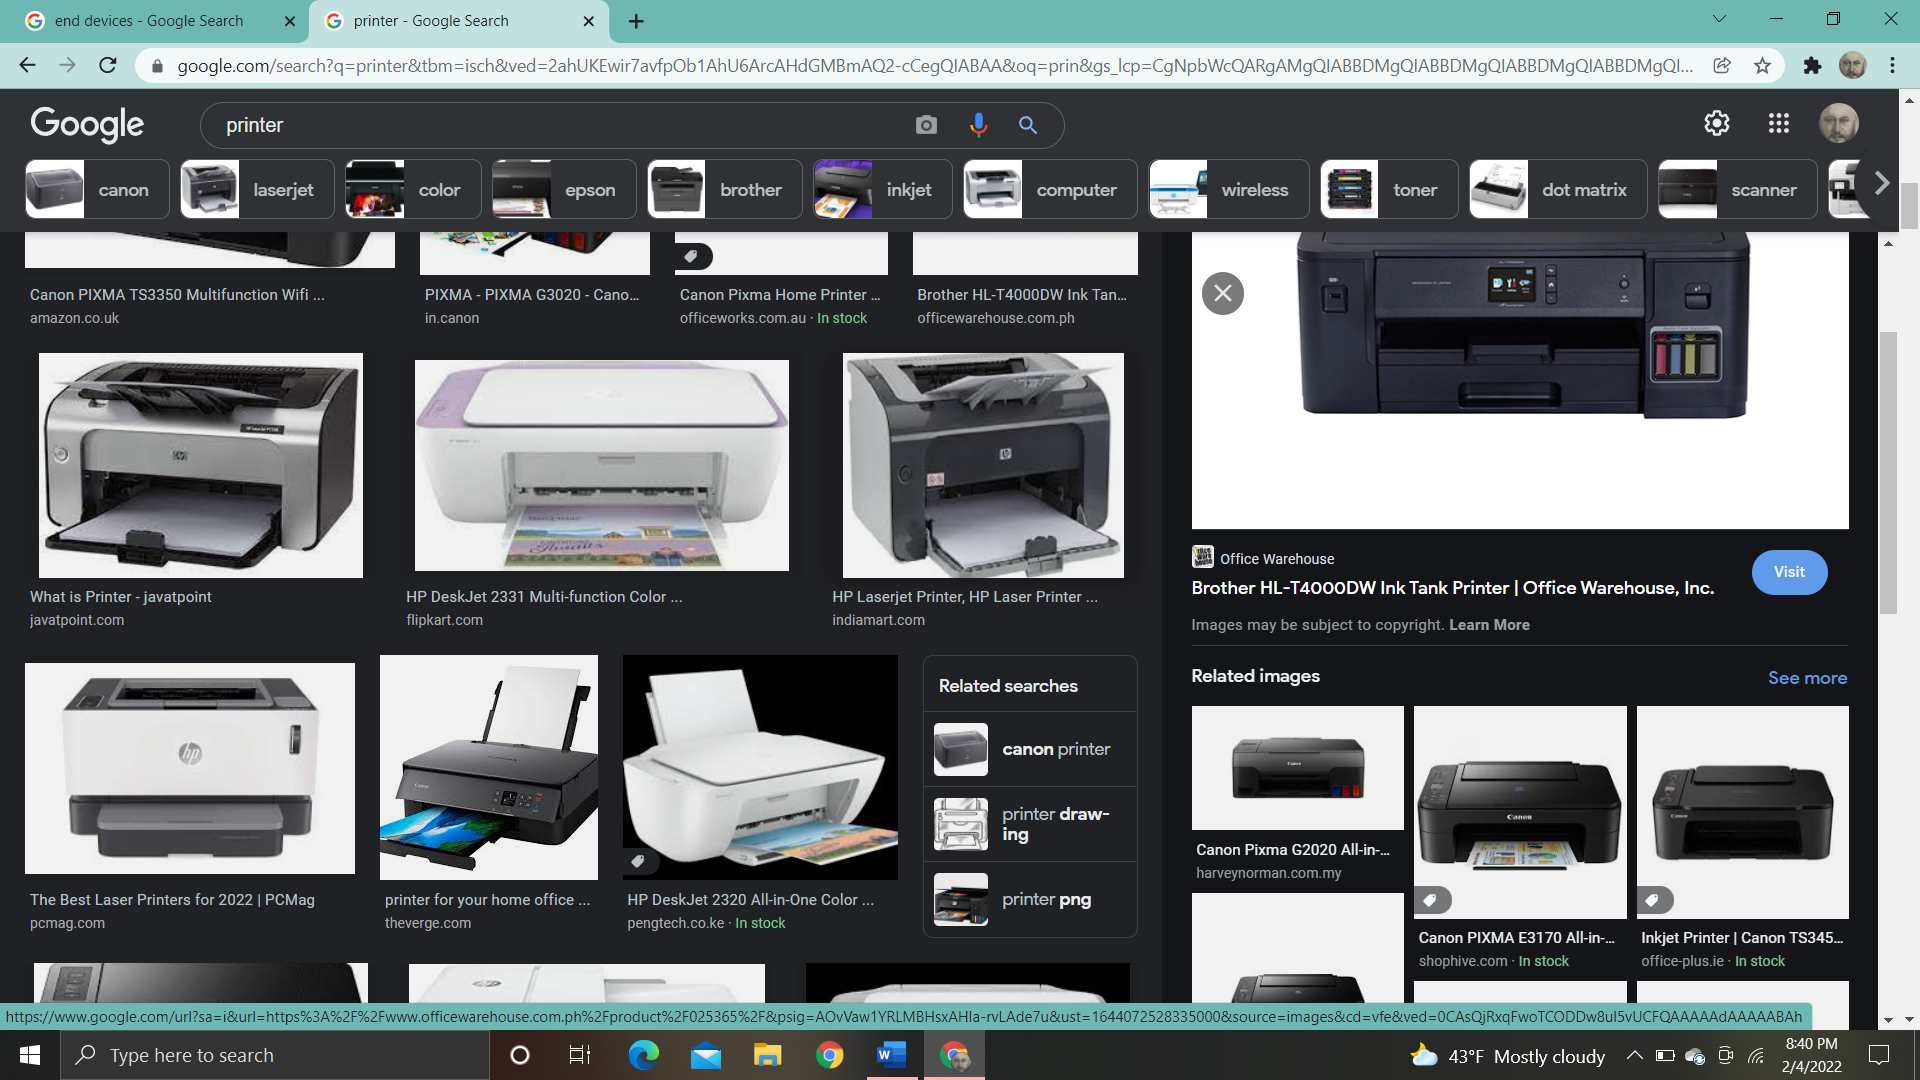 end devices - Google Search
printer - Google Search
google.com/search?q=printer&tbm=isch&ved=2ahUKEwir7avfpOb1AhU6ArcAHdGMBmAQ2-cCegQIABAA&oq=prin&gs_lcp=CgNpbWcQARgAMgQIABBDMgQIABBDMgQIABBDMgQIABBDMgQI...
Google
printer
canon
laserjet
color
epson
brother
inkjet
computer
wireless
toner
dot matrix
scanner
Canon PIXMA TS3350 Multifunction Wifi ...
amazon.co.uk
PIXMA - PIXMA G3020 - Cano...
in.canon
Canon Pixma Home Printer ...
officeworks.com.au · In stock
Brother HL-T4000DW Ink Tan...
officewarehouse.com.ph
What is Printer - javatpoint
javatpoint.com
HP DeskJet 2331 Multi-function Color ...
flipkart.com
HP Laserjet Printer, HP Laser Printer ...
indiamart.com
hp
The Best Laser Printers for 2022 | PCMag
pcmag.com
printer for your home office ...
theverge.com
HP DeskJet 2320 All-in-One Color ...
pengtech.co.ke · In stock
Related searches
canon printer
printer draw-
ing
printer png
Office Warehouse
Brother HL-T4000DW Ink Tank Printer | Office Warehouse, Inc.
Visit
Images may be subject to copyright. Learn More
Related images
See more
Canon
Canon Pixma G2020 All-in-...
harveynorman.com.my
Canon
Canon PIXMA E3170 All-in-...
shophive.com · In stock
Canon
Inkjet Printer | Canon TS345...
office-plus.ie · In stock
https://www.google.com/url?sa=i&url=https%3A%2F%2Fwww.officewarehouse.com.ph%2Fproduct%2F025365%2F&psig=AOvVaw1YRLMBHsxAHIa-rvLAde7u&ust=1644072528335000&source=images&cd=vfe&ved=0CAsQjRxqFwoTCODDw8uI5vUCFQAAAAAdAAAAABAh
Type here to search
43°F Mostly cloudy
8:40 PM
2/4/2022